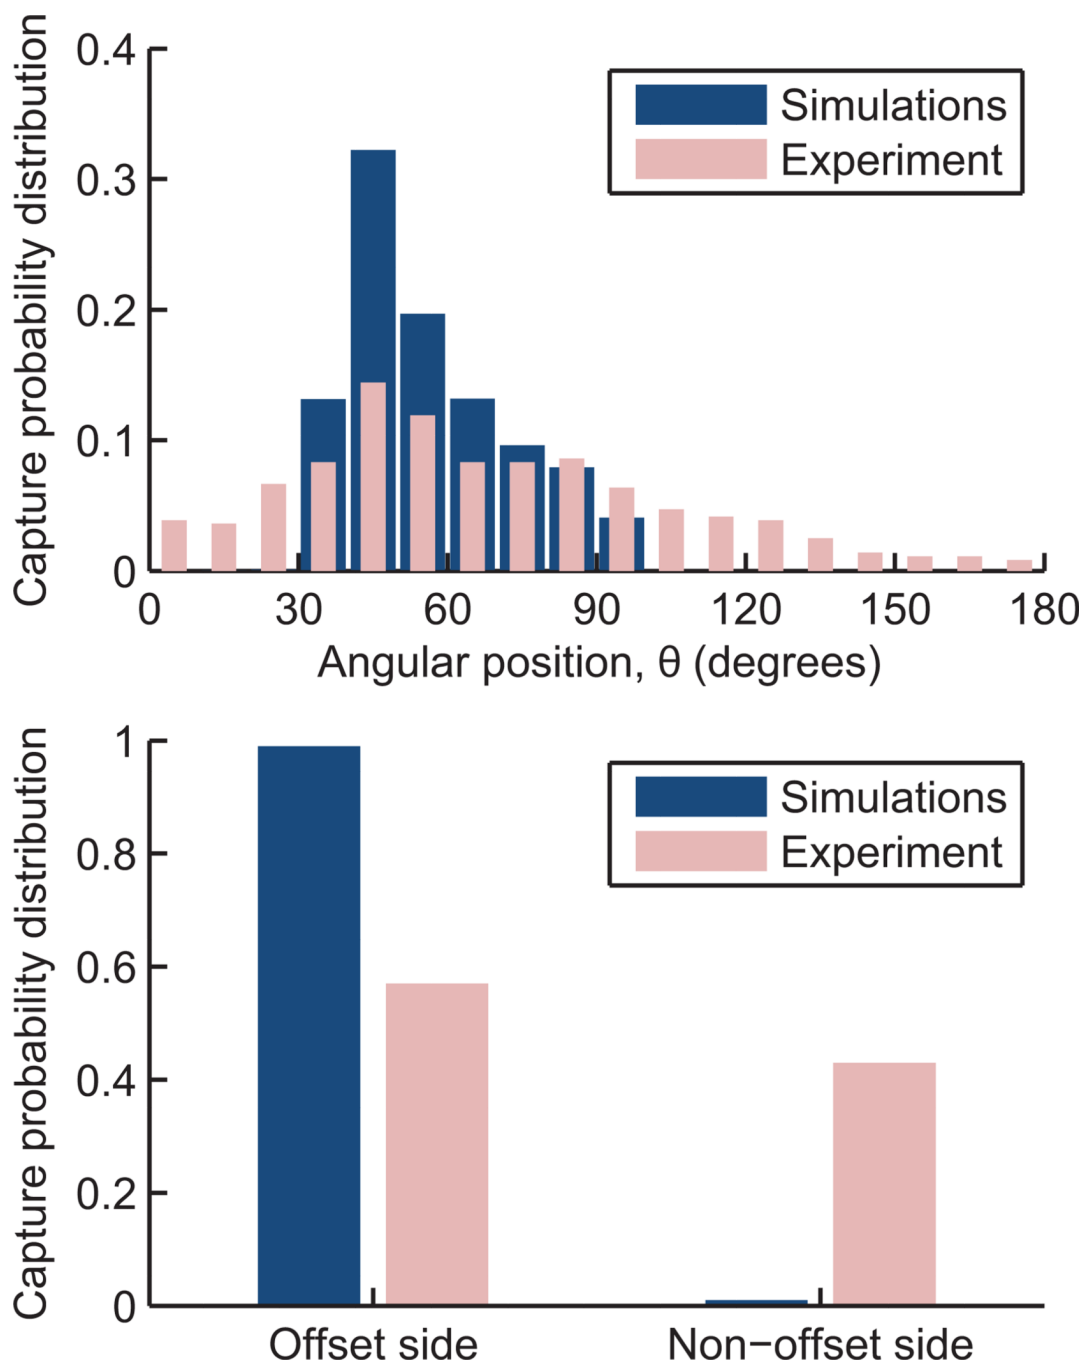 Capture probability distribution
0.4
0.3
0.2
0.1
0
Simulations
Experiment
0 30 60 90 120 150 180
Angular position, θ (degrees)
Capture probability distribution
1
0.8
0.6
0.4
0.2
0
Simulations
Experiment
Offset side Non−offset side